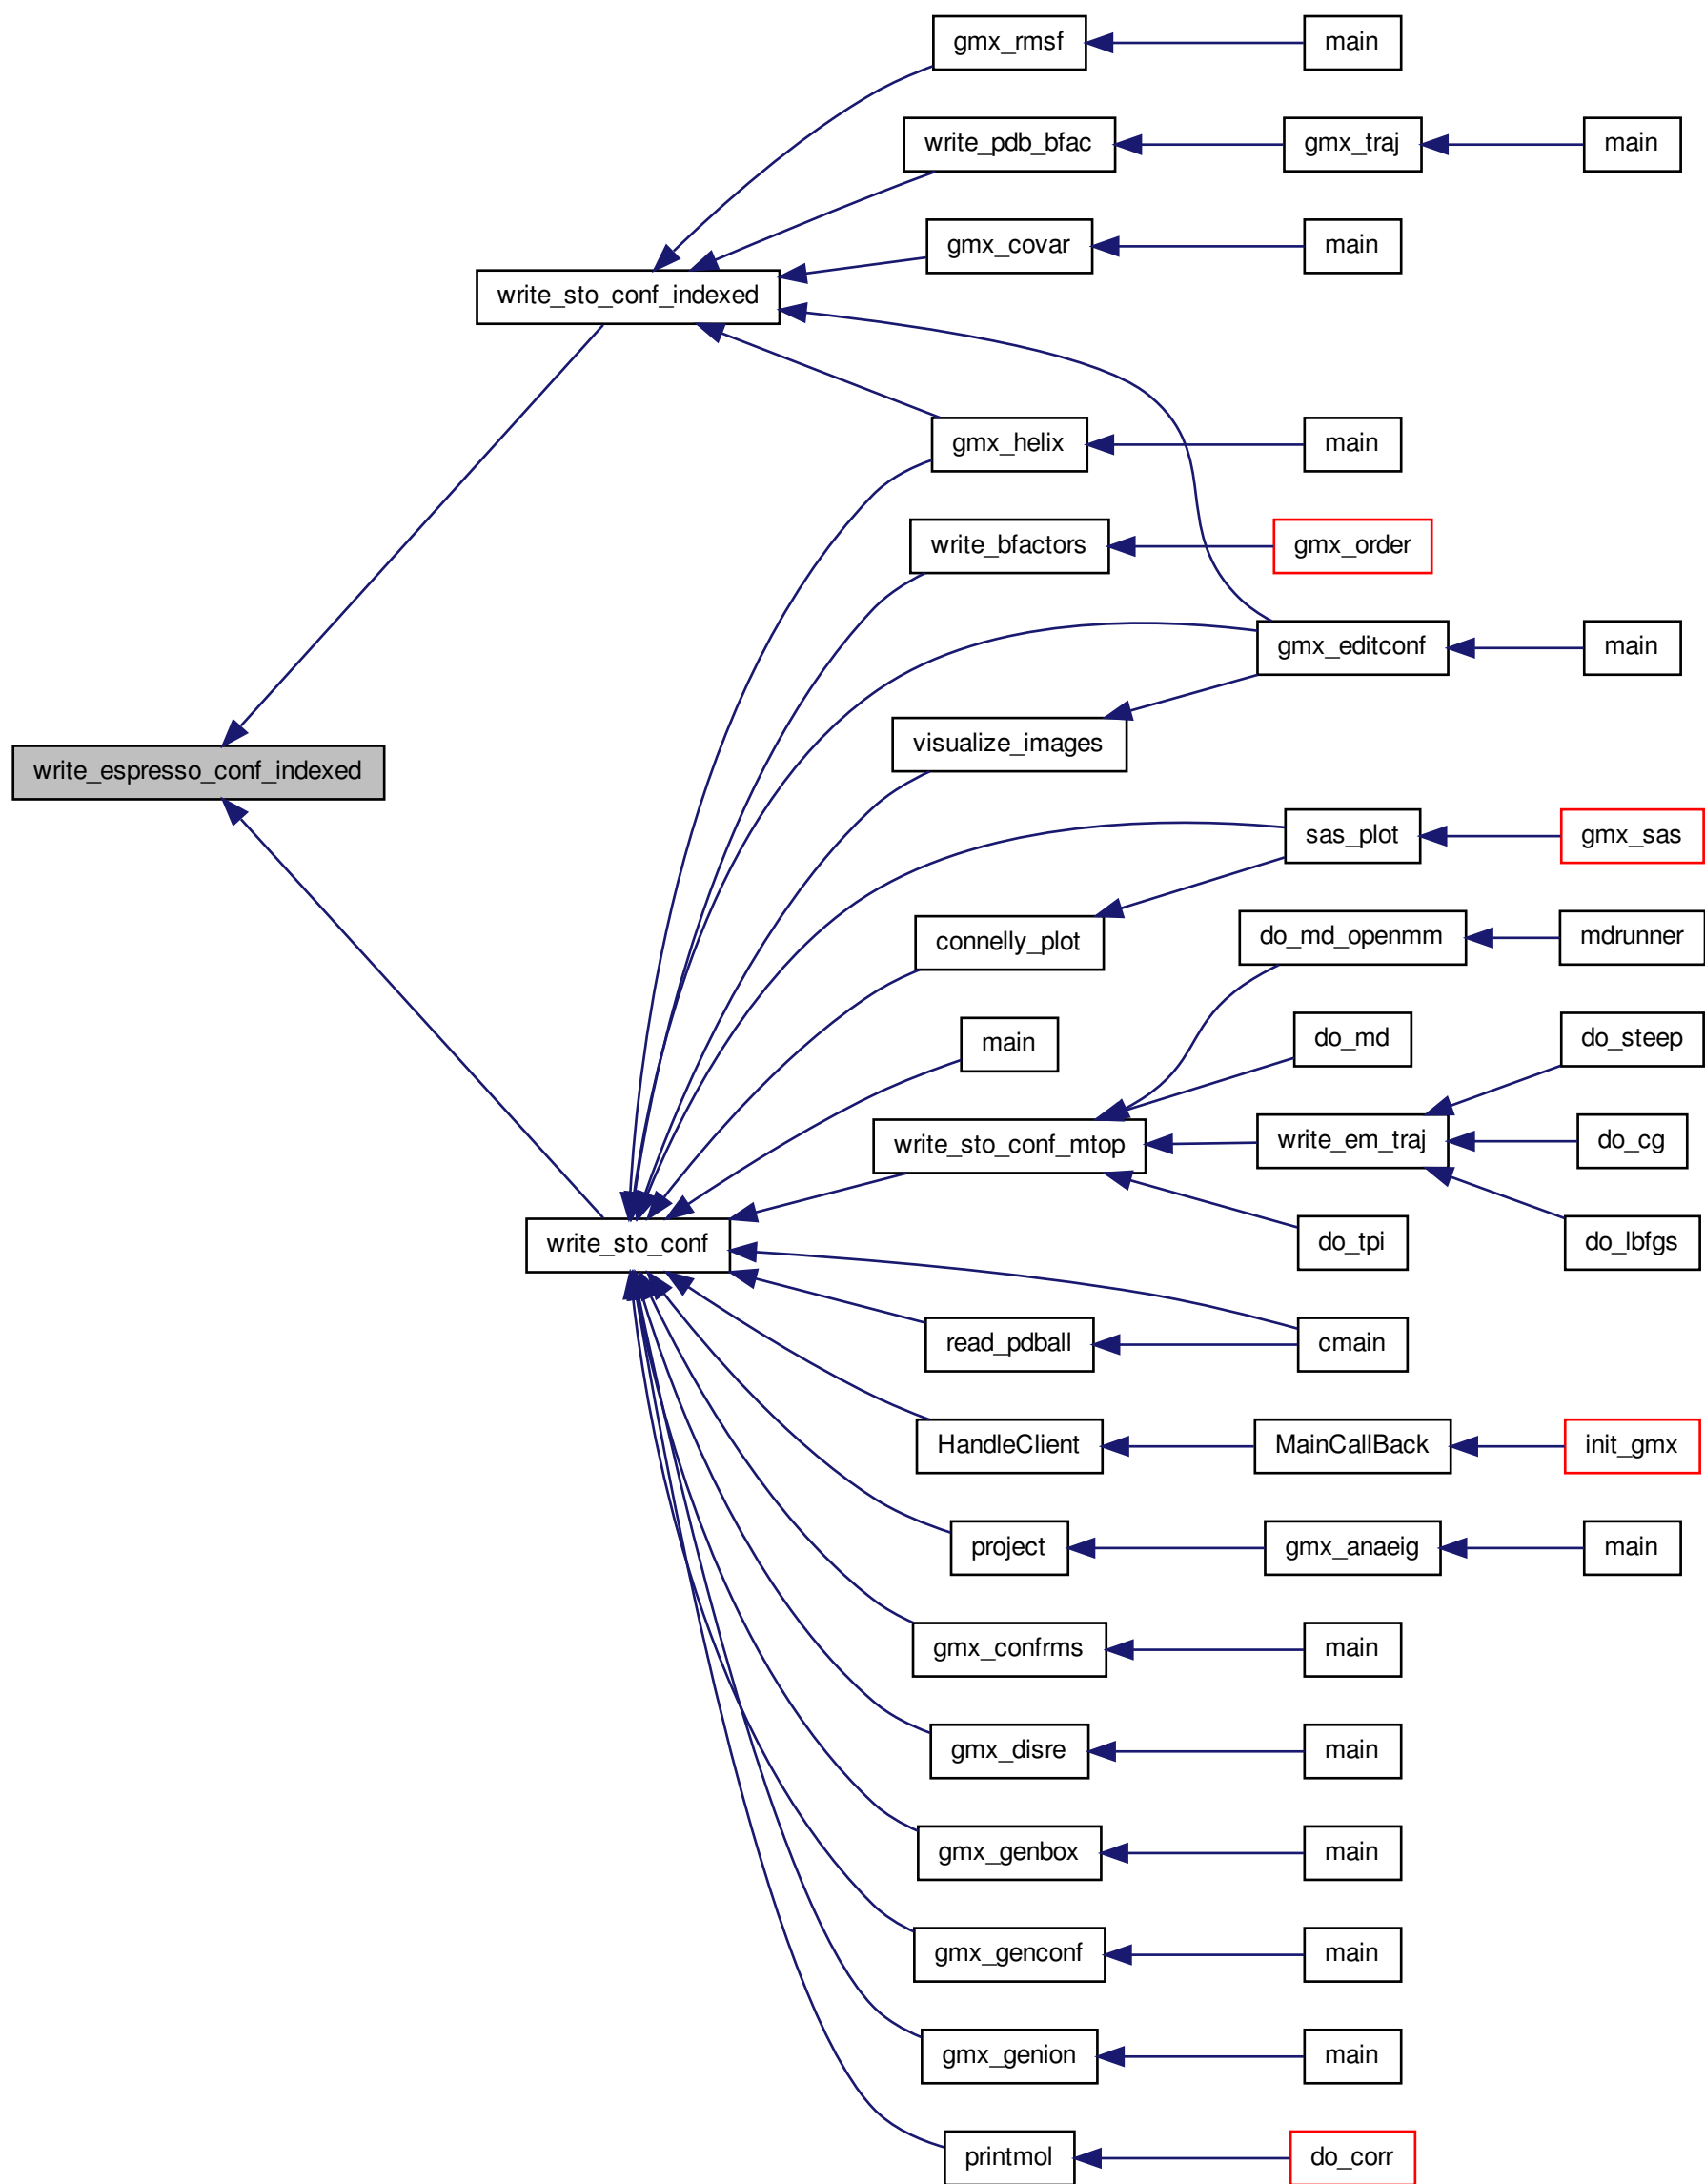 gmx_rmsf
main
write_pdb_bfac
gmx_traj
main
gmx_covar
main
write_sto_conf_indexed
gmx_helix
main
write_bfactors
gmx_order
gmx_editconf
main
visualize_images
write_espresso_conf_indexed
sas_plot
gmx_sas
connelly_plot
do_md_openmm
mdrunner
main
do_md
do_steep
write_sto_conf_mtop
write_em_traj
do_cg
write_sto_conf
do_tpi
do_lbfgs
read_pdball
cmain
HandleClient
MainCallBack
init_gmx
project
gmx_anaeig
main
gmx_confrms
main
gmx_disre
main
gmx_genbox
main
gmx_genconf
main
gmx_genion
main
printmol
do_corr